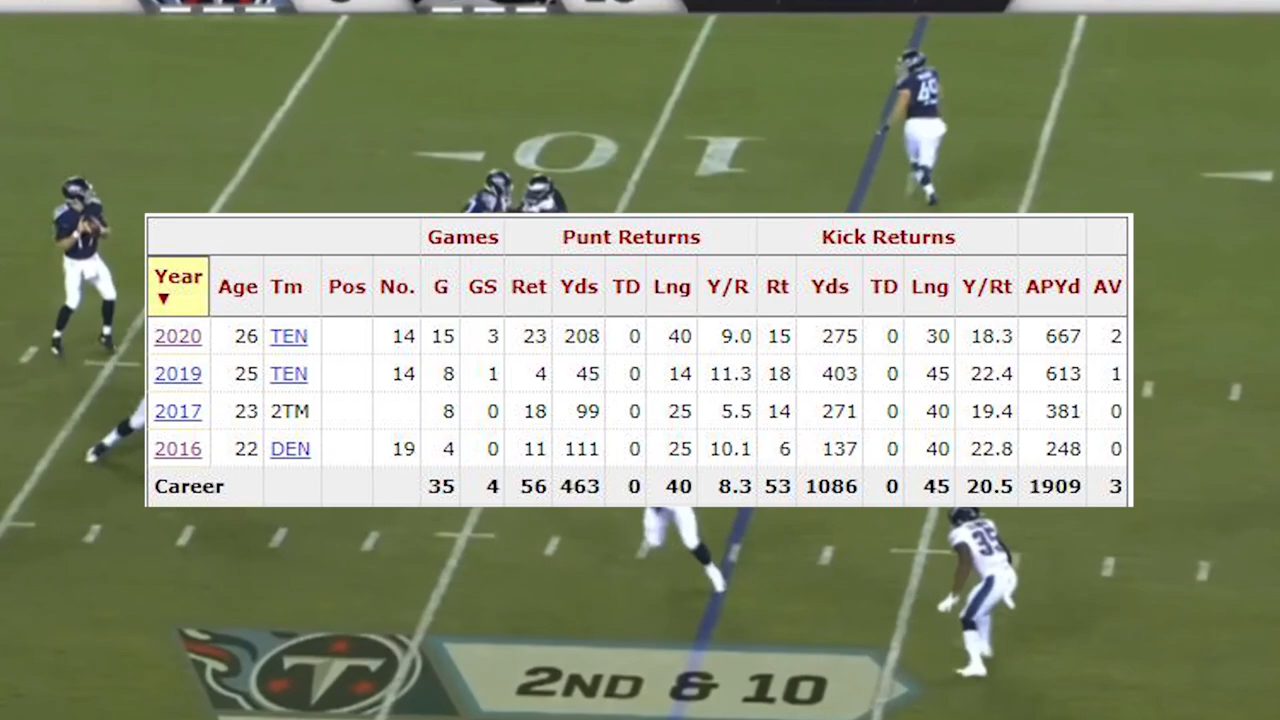 1 0
49
Games Punt Returns Kick Returns
Year ▼ Age Tm Pos No. G GS Ret Yds TD Lng Y/R Rt Yds TD Lng Y/Rt APYd AV
2020 26 TEN 14 15 3 23 208 0 40 9.0 15 275 0 30 18.3 667 2
2019 25 TEN 14 8 1 4 45 0 14 11.3 18 403 0 45 22.4 613 1
2017 23 2TM 8 0 18 99 0 25 5.5 14 271 0 40 19.4 381 0
2016 22 DEN 19 4 0 11 111 0 25 10.1 6 137 0 40 22.8 248 0
Career 35 4 56 463 0 40 8.3 53 1086 0 45 20.5 1909 3
35
T
2ND & 10